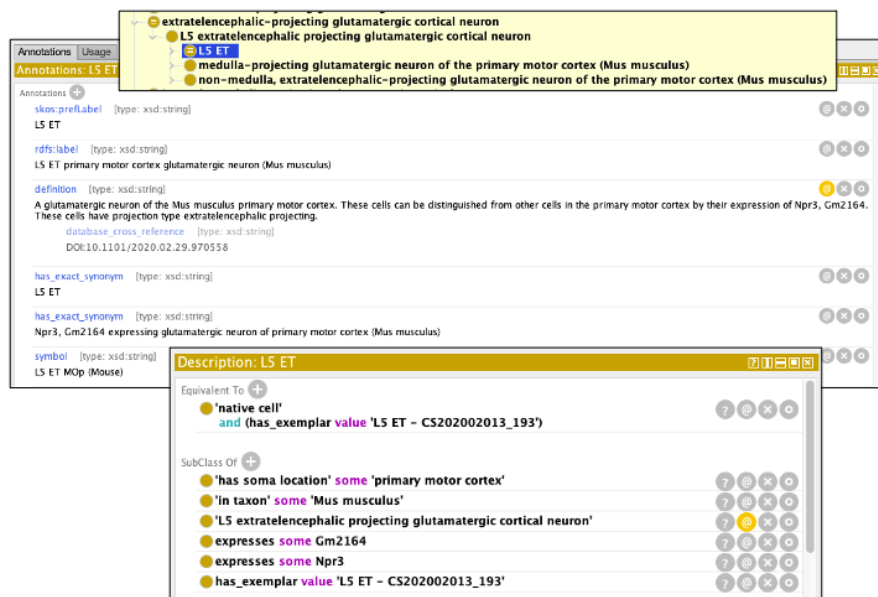 extratelencephalic-projecting glutamatergic cortical neuron
L5 extratelencephalic projecting glutamatergic cortical neuron
L5 ET
medulla-projecting glutamatergic neuron of the primary motor cortex (Mus musculus)
non-medulla, extratelencephalic-projecting glutamatergic neuron of the primary motor cortex (Mus musculus)
Annotations Usage
Annotations: L5 ET
Annotations
skos:prefLabel [type: xsd:string]
L5 ET
rdfs:label [type: xsd:string]
L5 ET primary motor cortex glutamatergic neuron (Mus musculus)
definition [type: xsd:string]
A glutamatergic neuron of the Mus musculus primary motor cortex. These cells can be distinguished from other cells in the primary motor cortex by their expression of Npr3, Gm2164.
These cells have projection type extratelencephalic projecting.
database_cross_reference [type: xsd:string]
DOI:10.1101/2020.02.29.970558
has_exact_synonym [type: xsd:string]
L5 ET
has_exact_synonym [type: xsd:string]
Npr3, Gm2164 expressing glutamatergic neuron of primary motor cortex (Mus musculus)
symbol [type: xsd:string]
L5 ET MOp (Mouse)
Description: L5 ET
Equivalent To
'native cell'
and (has_exemplar value 'L5 ET - CS202002013_193')
SubClass Of
'has soma location' some 'primary motor cortex'
'in taxon' some 'Mus musculus'
'L5 extratelencephalic projecting glutamatergic cortical neuron'
expresses some Gm2164
expresses some Npr3
has_exemplar value 'L5 ET - CS202002013_193'